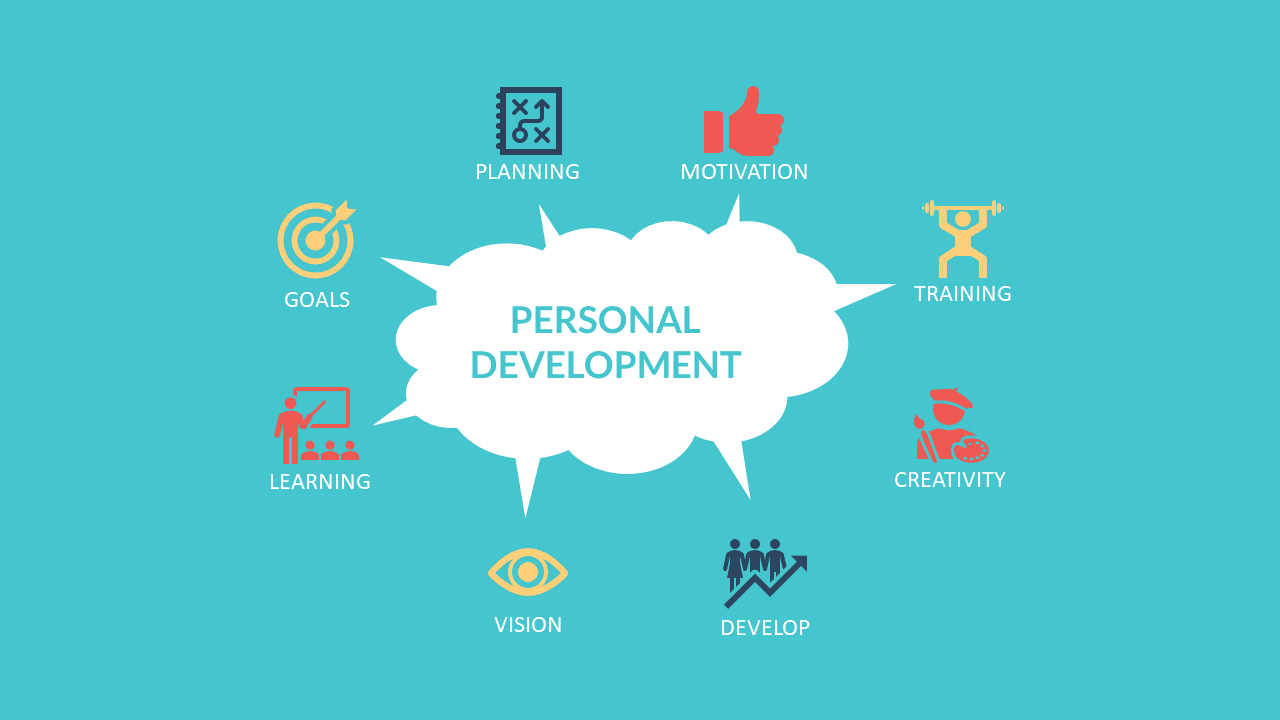 PLANNING
MOTIVATION
GOALS
TRAINING
PERSONAL
DEVELOPMENT
LEARNING
CREATIVITY
VISION
DEVELOP